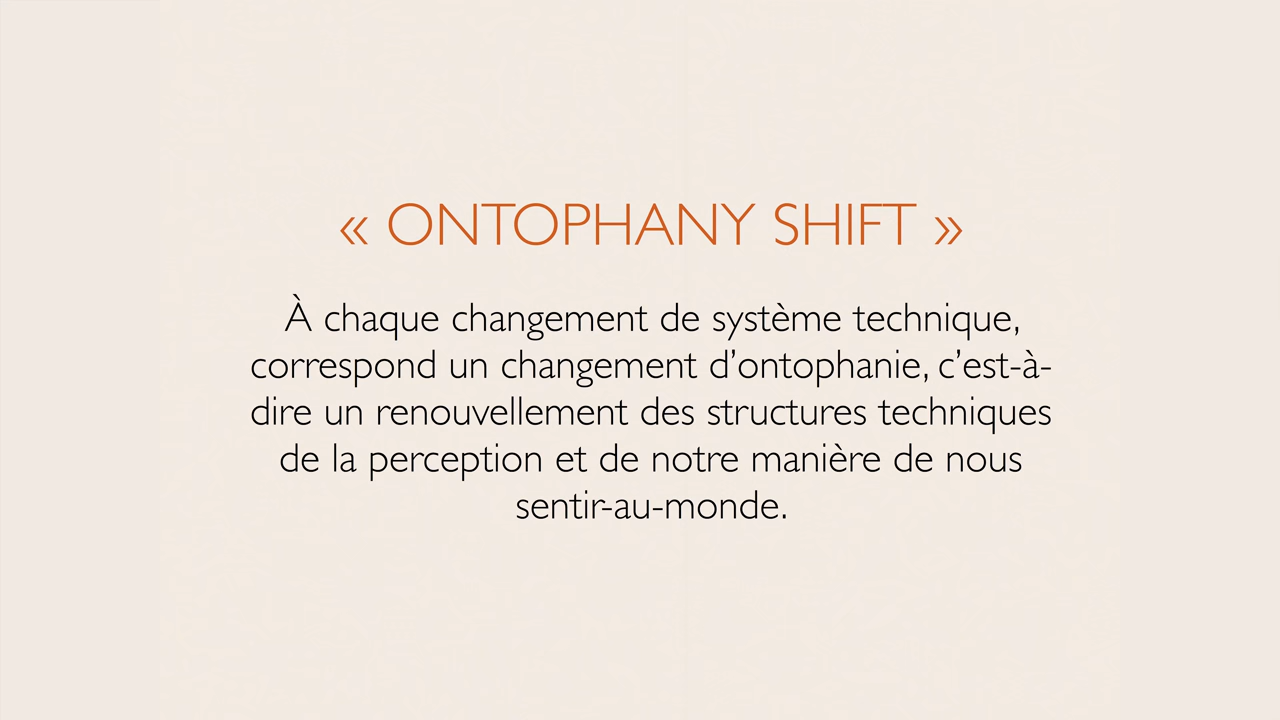 « ONTOPHANY SHIFT »
À chaque changement de système technique,
correspond un changement d’ontophanie, c’est-à-
dire un renouvellement des structures techniques
de la perception et de notre manière de nous
sentir-au-monde.